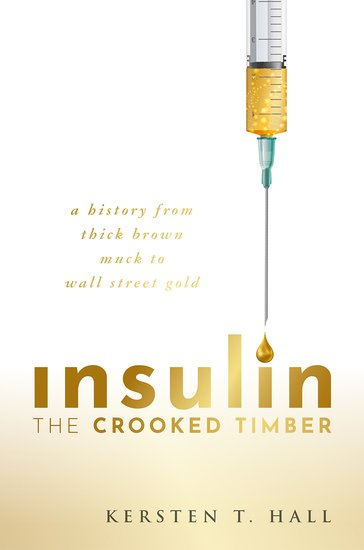 a history from
thick brown
muck to
wall street gold
insulin
THE CROOKED TIMBER
KERSTEN T. HALL